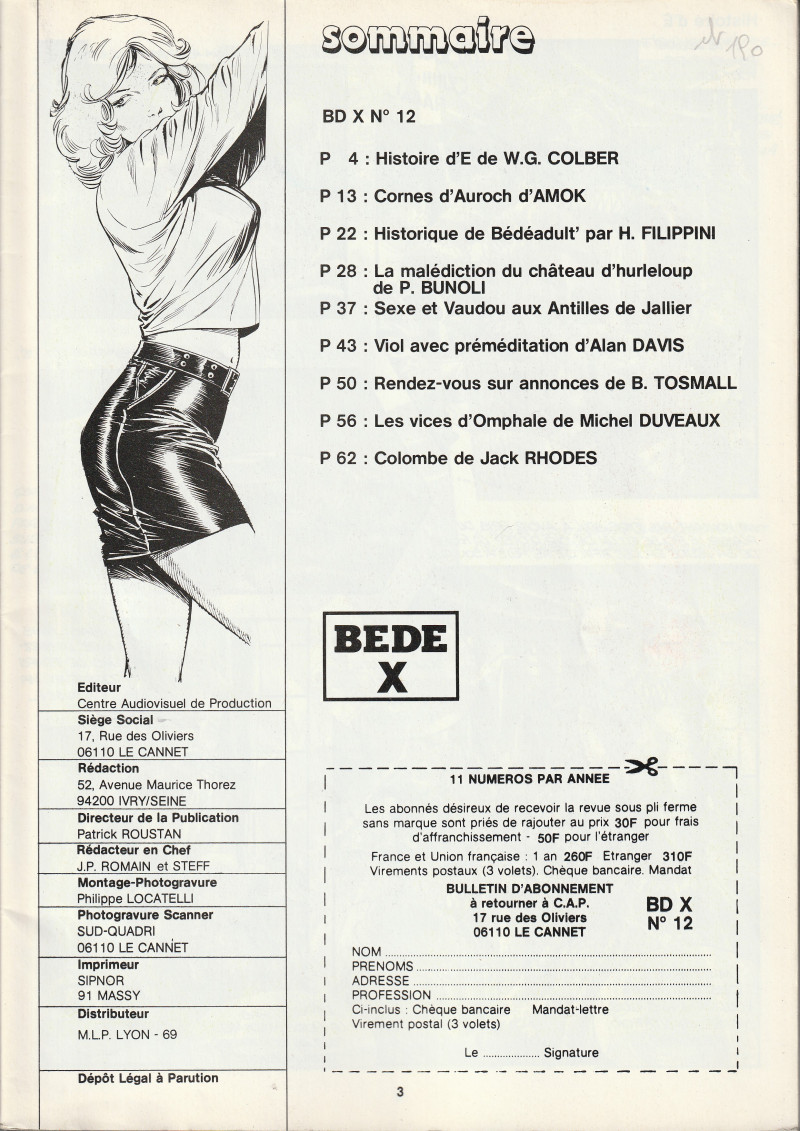 sommaire
BD X N° 12
P 4 : Histoire d'E de W.G. COLBER
P 13 : Cornes d'Auroch d'AMOK
P 22 : Historique de Bédéadult' par H. FILIPPINI
P 28 : La malédiction du château d'hurleloup
de P. BUNOLI
P 37 : Sexe et Vaudou aux Antilles de Jallier
P 43 : Viol avec préméditation d'Alan DAVIS
P 50 : Rendez-vous sur annonces de B. TOSMALL
P 56 : Les vices d'Omphale de Michel DUVEAUX
P 62 : Colombe de Jack RHODES
BEDE
X
Editeur
Centre Audiovisuel de Production
Siège Social
17, Rue des Oliviers
06110 LE CANNET
Rédaction
52, Avenue Maurice Thorez
94200 IVRY/SEINE
Directeur de la Publication
Patrick ROUSTAN
Rédacteur en Chef
J.P. ROMAIN et STEFF
Montage-Photogravure
Philippe LOCATELLI
Photogravure Scanner
SUD-QUADRI
06110 LE CANNET
Imprimeur
SIPNOR
91 MASSY
Distributeur
M.L.P. LYON - 69
Dépôt Légal à Parution
11 NUMEROS PAR ANNEE
Les abonnés désireux de recevoir la revue sous pli ferme
sans marque sont priés de rajouter au prix 30F pour frais
d'affranchissement - 50F pour l'étranger
France et Union française : 1 an 260F Etranger 310F
Virements postaux (3 volets). Chèque bancaire. Mandat
BULLETIN D'ABONNEMENT
à retourner à C.A.P.
17 rue des Oliviers
06110 LE CANNET
BD X
N° 12
NOM
PRENOMS
ADRESSE
PROFESSION
Ci-inclus : Chèque bancaire Mandat-lettre
Virement postal (3 volets)
Le .................... Signature
3